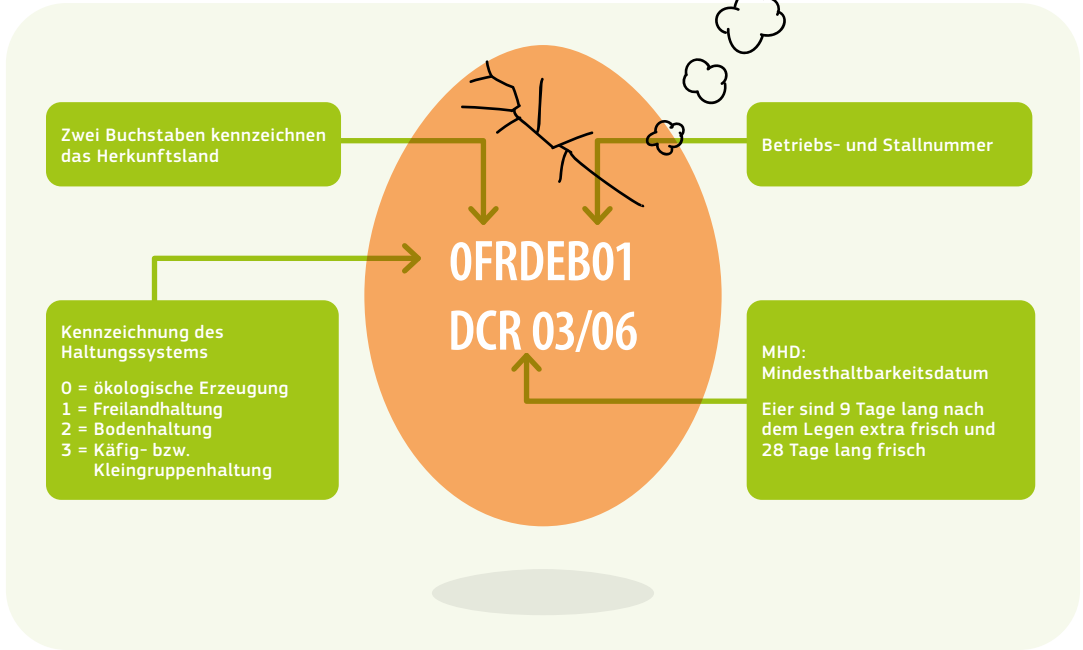 Zwei Buchstaben kennzeichnen
das Herkunftsland
Betriebs- und Stallnummer
0FRDEB01
DCR 03/06
Kennzeichnung des
Haltungssystems
0 = ökologische Erzeugung
1 = Freilandhaltung
2 = Bodenhaltung
3 = Käfig- bzw.
Kleingruppenhaltung
MHD:
Mindesthaltbarkeitsdatum
Eier sind 9 Tage lang nach
dem Legen extra frisch und
28 Tage lang frisch